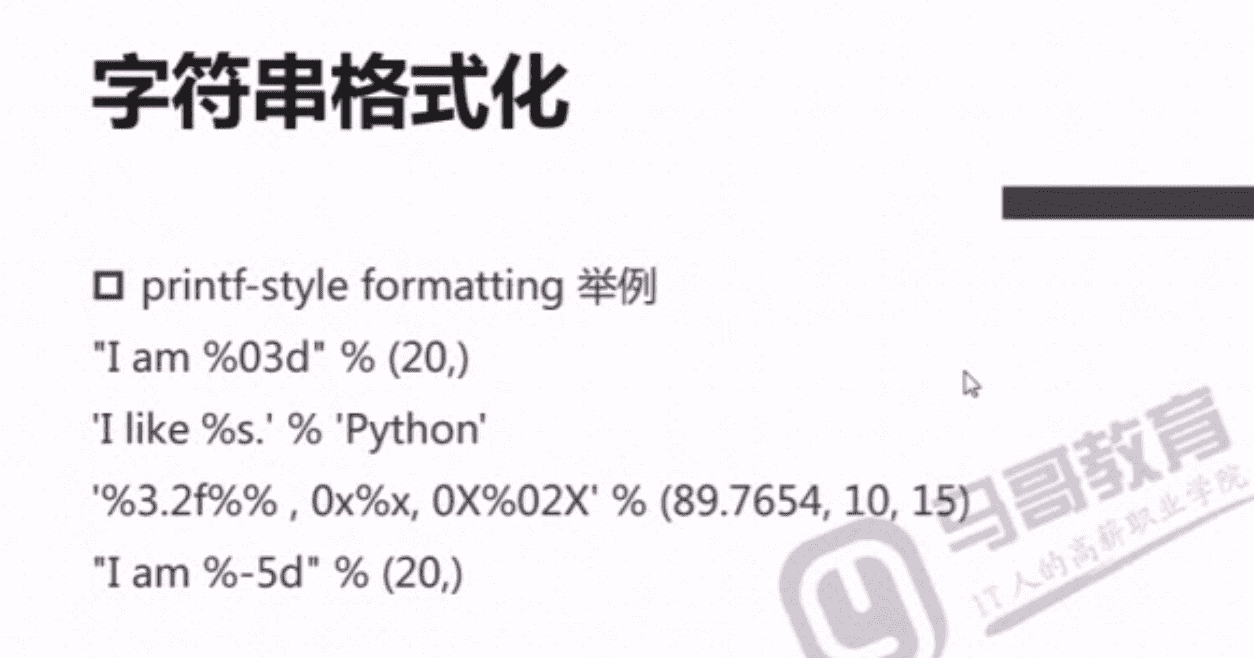 字符串格式化
printf-style formatting 举例
"I am %03d" % (20,)
'I like %s.' % 'Python'
'%3.2f%% , 0x%x, 0X%02X' % (89.7654, 10, 15)
"I am %-5d" % (20,)
马哥教育
IT人的高薪职业学院